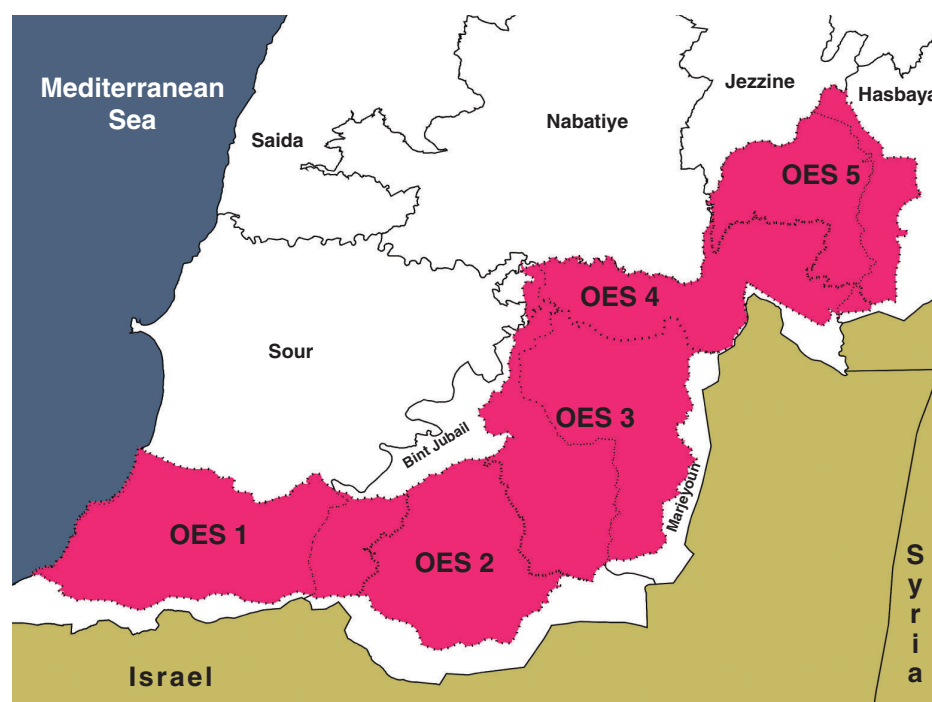 Mediterranean
Sea
Saida
Nabatiye
Jezzine
Hasbaya
OES 5
OES 4
Sour
OES 3
Bint Jubail
Marjeyoun
OES 1
OES 2
Israel
Syria